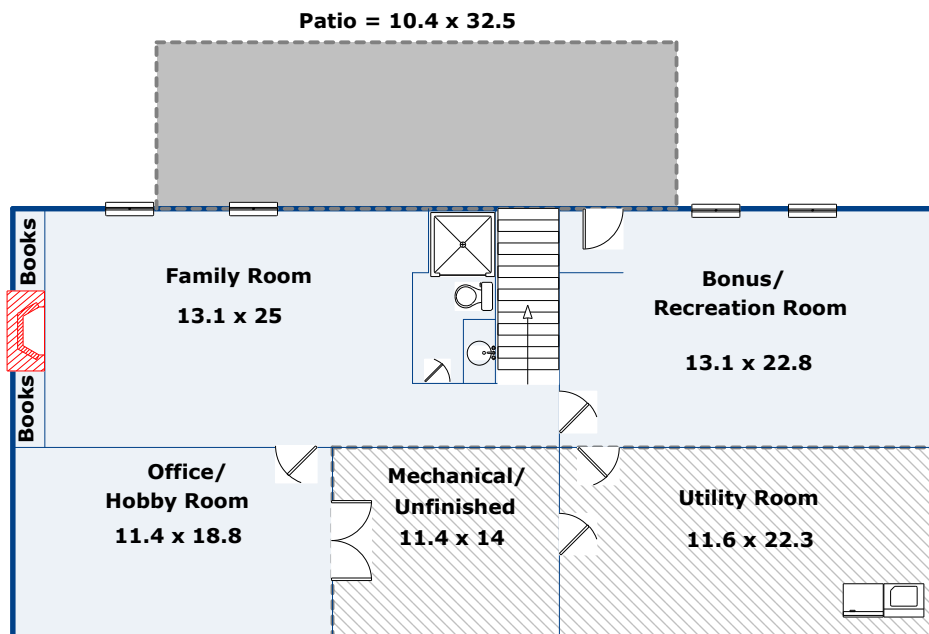 Patio = 10.4 x 32.5
Books
Family Room
13.1 x 25
Bonus/
Recreation Room
13.1 x 22.8
Books
Office/
Hobby Room
11.4 x 18.8
Mechanical/
Unfinished
11.4 x 14
Utility Room
11.6 x 22.3